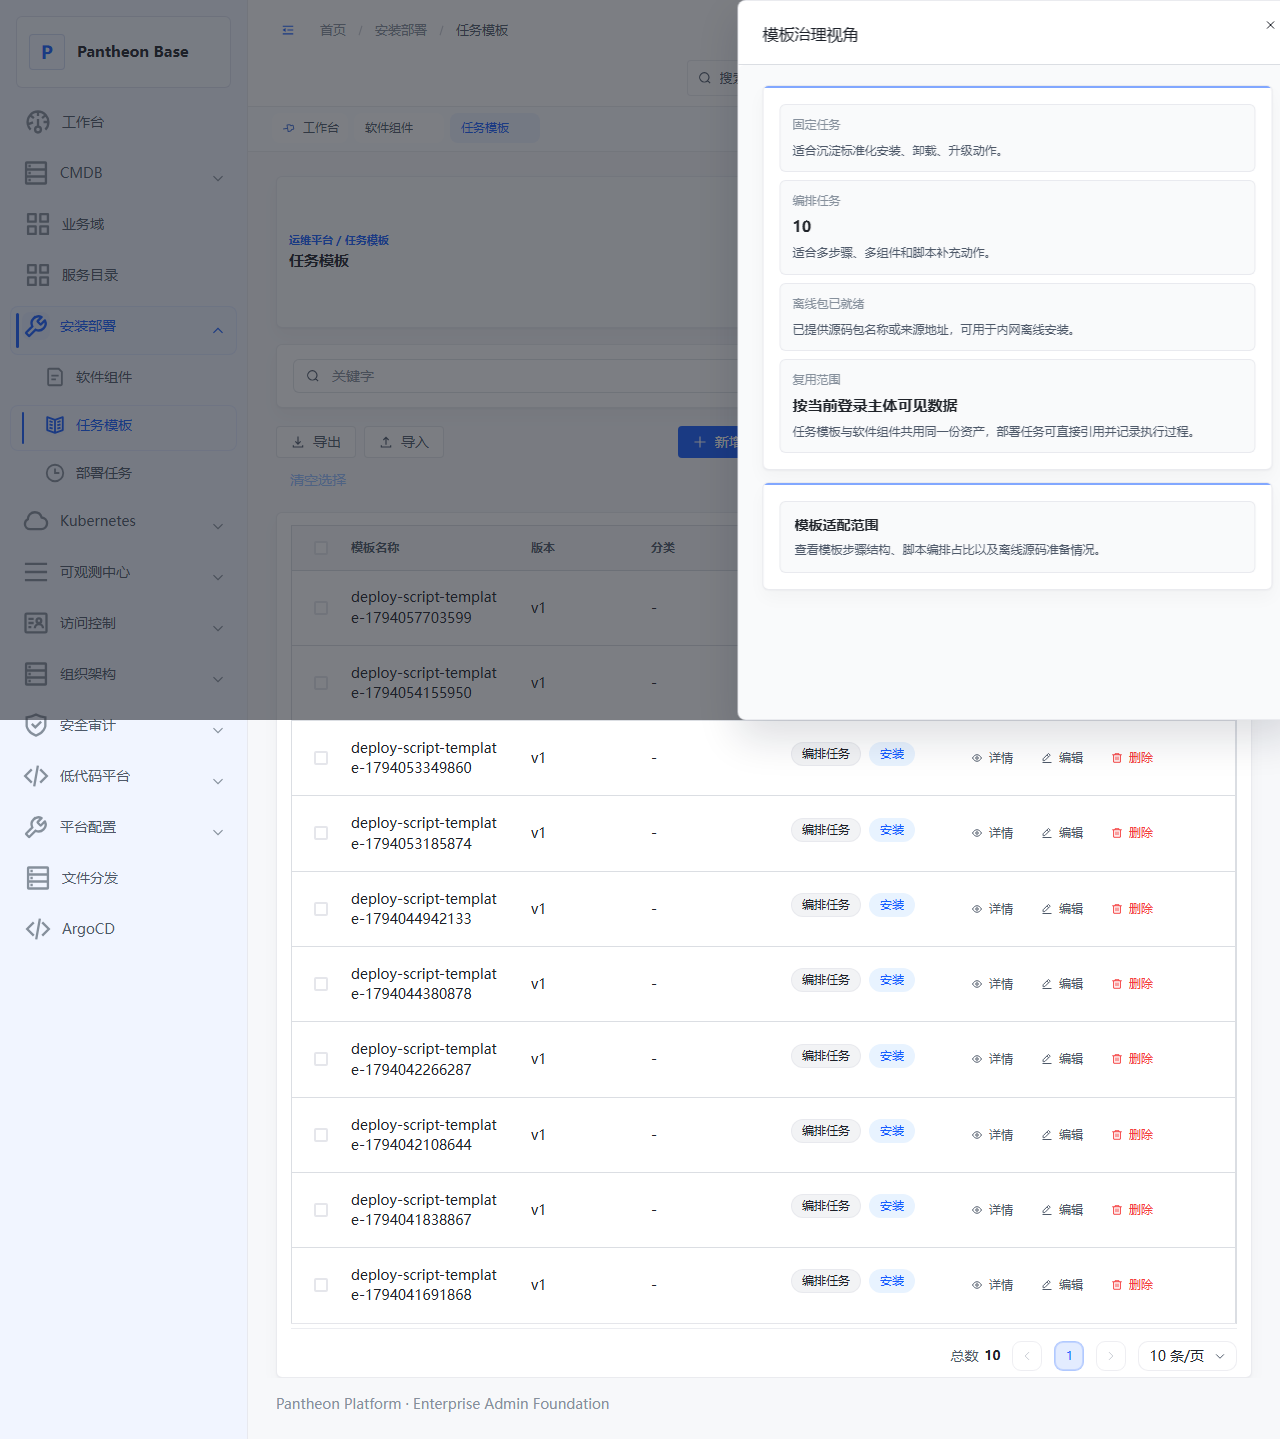 Pantheon Base
P
工作台
CMDB
业务域
服务目录
安装部署
软件组件
任务模板
部署任务
Kubernetes
可观测中心
访问控制
组织架构
安全审计
低代码平台
平台配置
文件分发
ArgoCD
首页 / 安装部署 / 任务模板
搜
工作台
软件组件
任务模板
运维平台 / 任务模板
任务模板
关键字
导出
导入
新增
清空选择
模板名称 版本 分类
deploy-script-templat
e-1794057703599
v1 -
deploy-script-templat
e-1794054155950
v1 -
deploy-script-templat
e-1794053349860
v1 - 编排任务 安装 详情 编辑 删除
deploy-script-templat
e-1794053185874
v1 - 编排任务 安装 详情 编辑 删除
deploy-script-templat
e-1794044942133
v1 - 编排任务 安装 详情 编辑 删除
deploy-script-templat
e-1794044380878
v1 - 编排任务 安装 详情 编辑 删除
deploy-script-templat
e-1794042266287
v1 - 编排任务 安装 详情 编辑 删除
deploy-script-templat
e-1794042108644
v1 - 编排任务 安装 详情 编辑 删除
deploy-script-templat
e-1794041838867
v1 - 编排任务 安装 详情 编辑 删除
deploy-script-templat
e-1794041691868
v1 - 编排任务 安装 详情 编辑 删除
总数 10 1 10 条/页
Pantheon Platform · Enterprise Admin Foundation
模板治理视角
固定任务
适合沉淀标准化安装、卸载、升级动作。
编排任务
10
适合多步骤、多组件和脚本补充动作。
离线包已就绪
已提供源码包名称或来源地址，可用于内网离线安装。
复用范围
按当前登录主体可见数据
任务模板与软件组件共用同一份资产，部署任务可直接引用并记录执行过程。
模板适配范围
查看模板步骤结构、脚本编排占比以及离线源码准备情况。